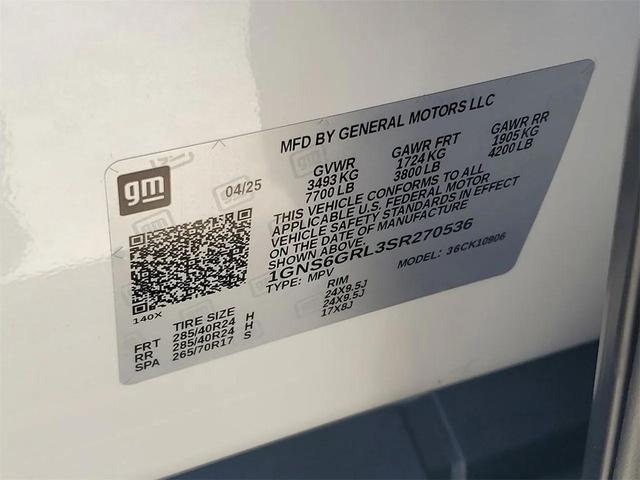 MFD BY GENERAL MOTORS LLC
gm
04/25
GVWR GAWR FRT GAWR RR
3493 KG 1724 KG 1905 KG
7700 LB 3800 LB 4200 LB
THIS VEHICLE CONFORMS TO ALL
APPLICABLE U.S. FEDERAL MOTOR
VEHICLE SAFETY STANDARDS IN EFFECT
ON THE DATE OF MANUFACTURE
SHOWN ABOVE.
1GNS6GRL3SR270536
TYPE: MPV MODEL: 36CK10906
140X
TIRE SIZE RIM
FRT 285/40R24 H 24X9.5J
RR 285/40R24 H 24X9.5J
SPA 265/70R17 S 17X8J